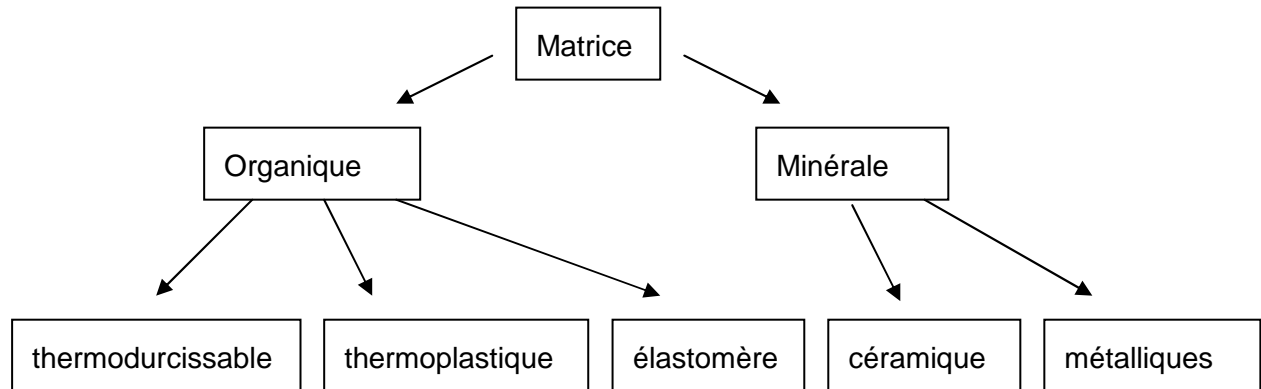 Matrice
Organique
Minérale
thermodurcissable
thermoplastique
élastomère
céramique
métalliques